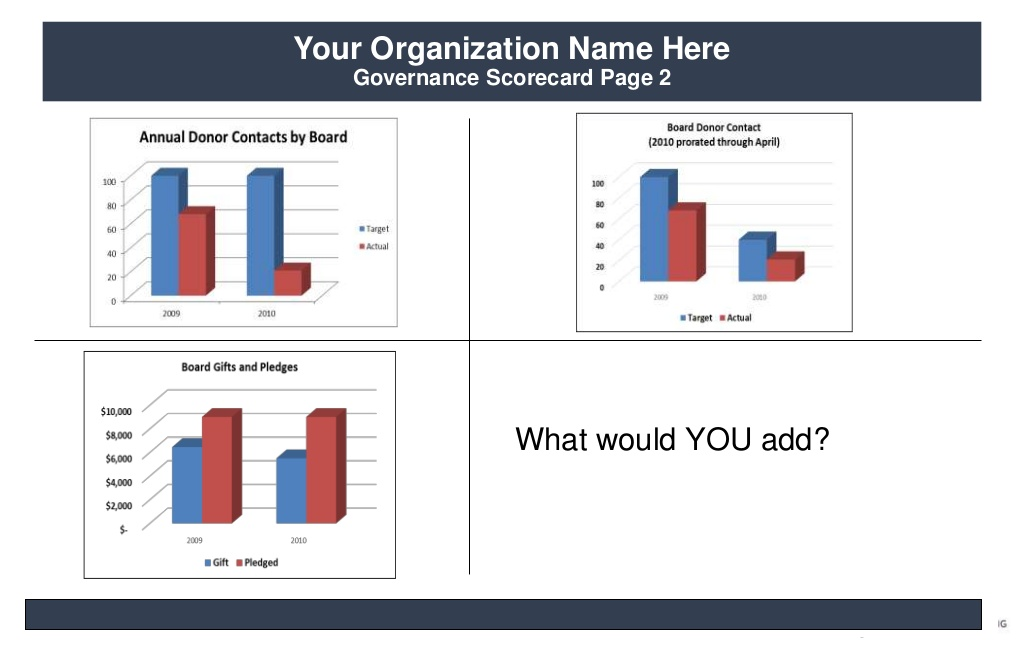 Your Organization Name Here
Governance Scorecard Page 2
Annual Donor Contacts by Board
100
80
60
40
20
0
2009 2010
Target
Actual
Board Donor Contact
(2010 prorated through April)
100
80
60
40
20
0
2009 2010
Target Actual
Board Gifts and Pledges
$10,000
$8,000
$6,000
$4,000
$2,000
$-
2009 2010
Gift Pledged
What would YOU add?